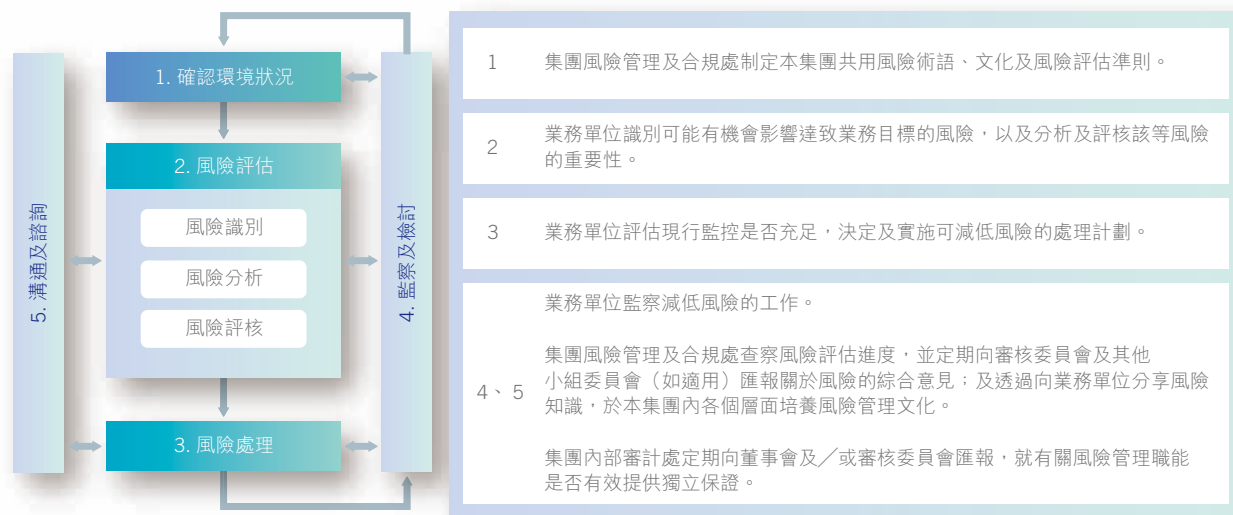 5. 溝通及諮詢
1. 確認環境狀況
2. 風險評估
風險識別
風險分析
風險評核
3. 風險處理
4. 監察及檢討
1
集團風險管理及合規處制定本集團共用風險術語、文化及風險評估準則。
2
業務單位識別可能有機會影響達致業務目標的風險，以及分析及評核該等風險
的重要性。
3
業務單位評估現行監控是否充足，決定及實施可減低風險的處理計劃。
4、5
業務單位監察減低風險的工作。
集團風險管理及合規處查察風險評估進度，並定期向審核委員會及其他
小組委員會（如適用）匯報關於風險的綜合意見；及透過向業務單位分享風險
知識，於本集團內各個層面培養風險管理文化。
集團內部審計處定期向董事會及╱或審核委員會匯報，就有關風險管理職能
是否有效提供獨立保證。